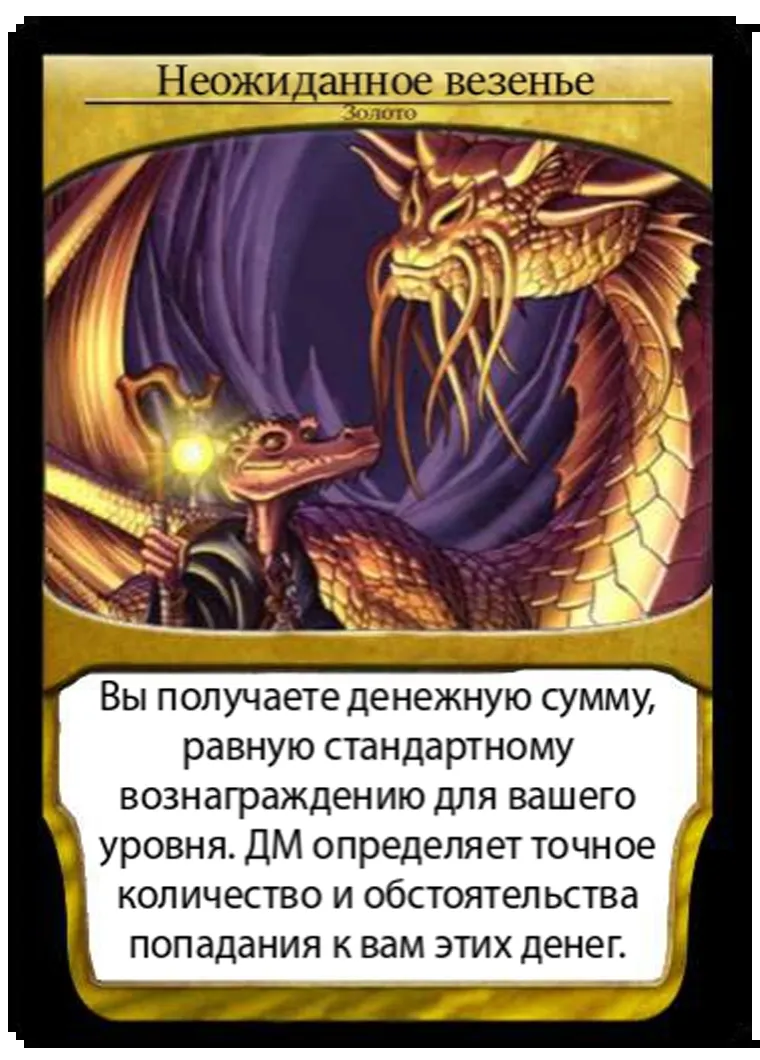 Неожиданное везенье
Золото
Вы получаете денежную сумму,
равную стандартному
вознаграждению для вашего
уровня. ДМ определяет точное
количество и обстоятельства
попадания к вам этих денег.